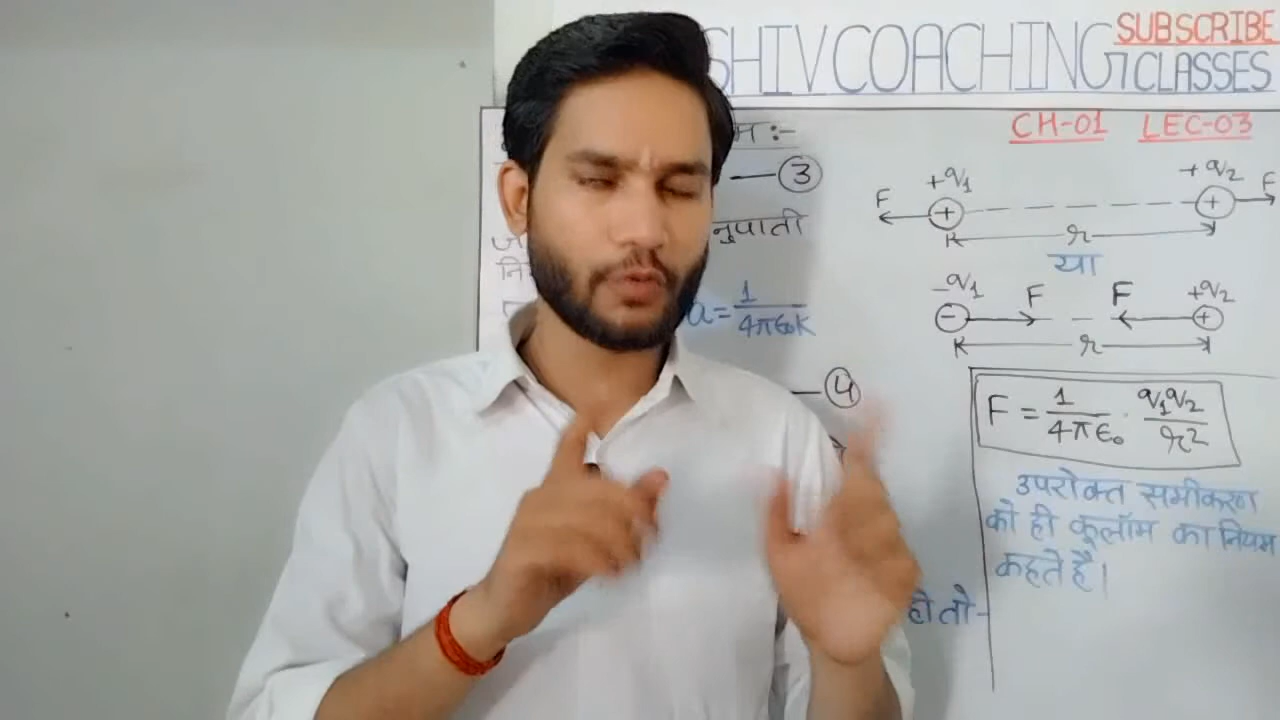 SHIV COACHING CLASSES
SUBSCRIBE
CH-01 LEC-03
म :-
— ③
नुपाती
= 1/4πε₀K
— ④
हो तो-
F +q₁ +q₂ F
+ +
r
या
-q₁ F F +q₂
- +
r
F = 1/4πε₀ . q₁q₂/r²
उपरोक्त समीकरण
को ही कूलॉम का नियम
कहते है।